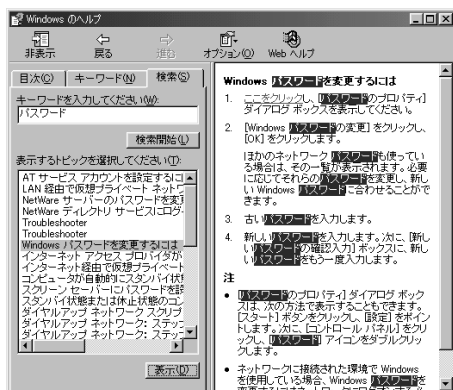 Windows のヘルプ
非表示
戻る
進む
オプション(O)
Web ヘルプ
目次(C)
キーワード(N)
検索(S)
キーワードを入力してください(W):
パスワード
検索開始(L)
表示するトピックを選択してください(T):
AT サービス アカウントを設定するに
LAN 経由で仮想プライベート ネットワ
NetWare サーバーのパスワードを変更
NetWare ディレクトリ サービスにログ
Troubleshooter
Troubleshooter
Windows パスワードを変更するには
インターネット アクセス プロバイダが
インターネット経由で仮想プライベート
コンピュータが自動的にスタンバイ状
スクリーン セーバーにパスワードを設
スタンバイ状態または休止状態のコン
ダイヤルアップ ネットワーク スクリプ
ダイヤルアップ ネットワーク: ステッ
ダイヤルアップ ネットワーク: ステッ
表示(D)
Windows パスワードを変更するには
1. ここをクリックし、[パスワードのプロパティ]
ダイアログ ボックスを表示してください。
2. [Windows パスワードの変更] をクリックし、
[OK] をクリックします。
ほかのネットワーク パスワードも使ってい
る場合は、その一覧が表示されます。必要
に応じてそれらのパスワードを変更し、新し
い Windows パスワードに合わせることがで
きます。
3. 古いパスワードを入力します。
4. 新しいパスワードを入力します。次に、[新し
いパスワードの確認入力] ボックスに、新し
いパスワードをもう一度入力します。
注
• [パスワードのプロパティ] ダイアログ ボック
スは、次の方法で表示することもできます。
[スタート] ボタンをクリックし、[設定] をポイン
トします。次に、[コントロール パネル] をクリ
ックし、[パスワード] アイコンをダブルクリッ
クします。
• ネットワークに接続された環境で Windows
を使用している場合、Windows パスワードを